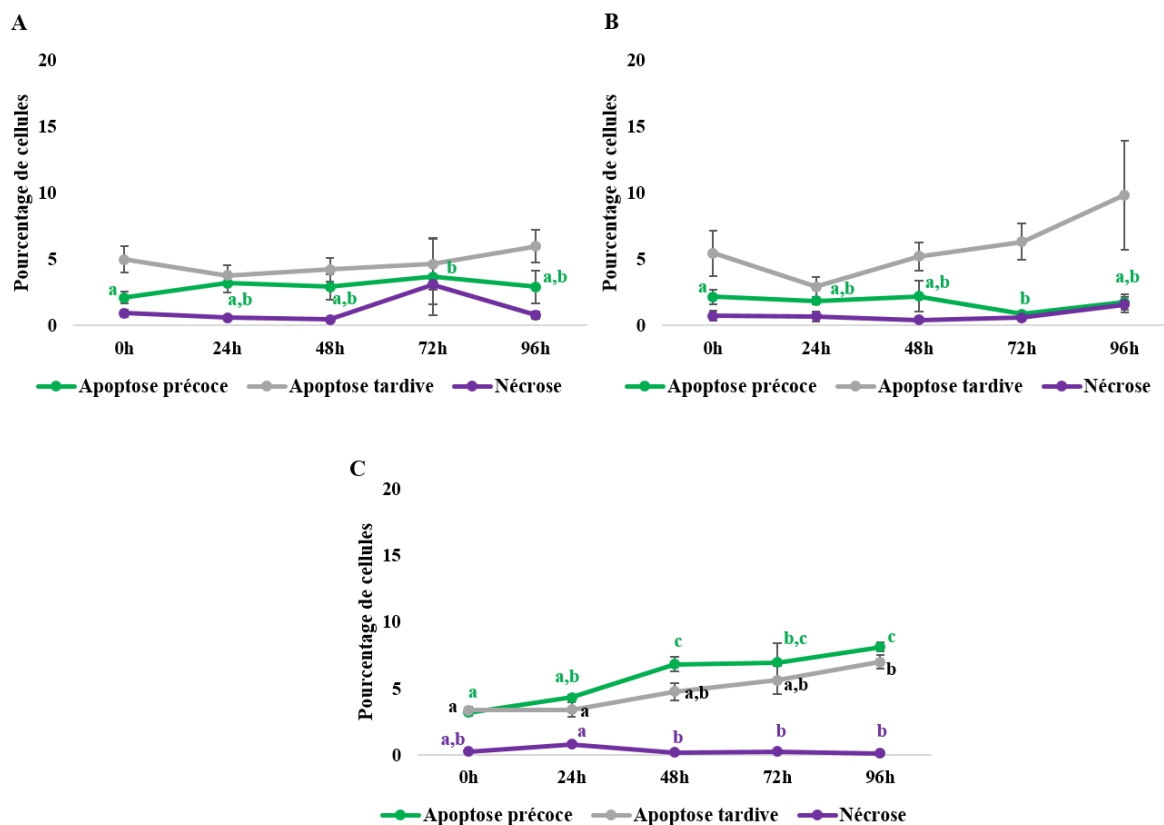 A
Pourcentage de cellules
20
15
10
5
0
a
a,b
a,b
b
a,b
0h 24h 48h 72h 96h
Apoptose précoce Apoptose tardive Nécrose
B
Pourcentage de cellules
20
15
10
5
0
a
a,b
a,b
b
a,b
0h 24h 48h 72h 96h
Apoptose précoce Apoptose tardive Nécrose
C
Pourcentage de cellules
20
15
10
5
0
a
a,b
c
b,c
c
a
a
a,b
a,b
b
a,b
a
b
b
b
0h 24h 48h 72h 96h
Apoptose précoce Apoptose tardive Nécrose